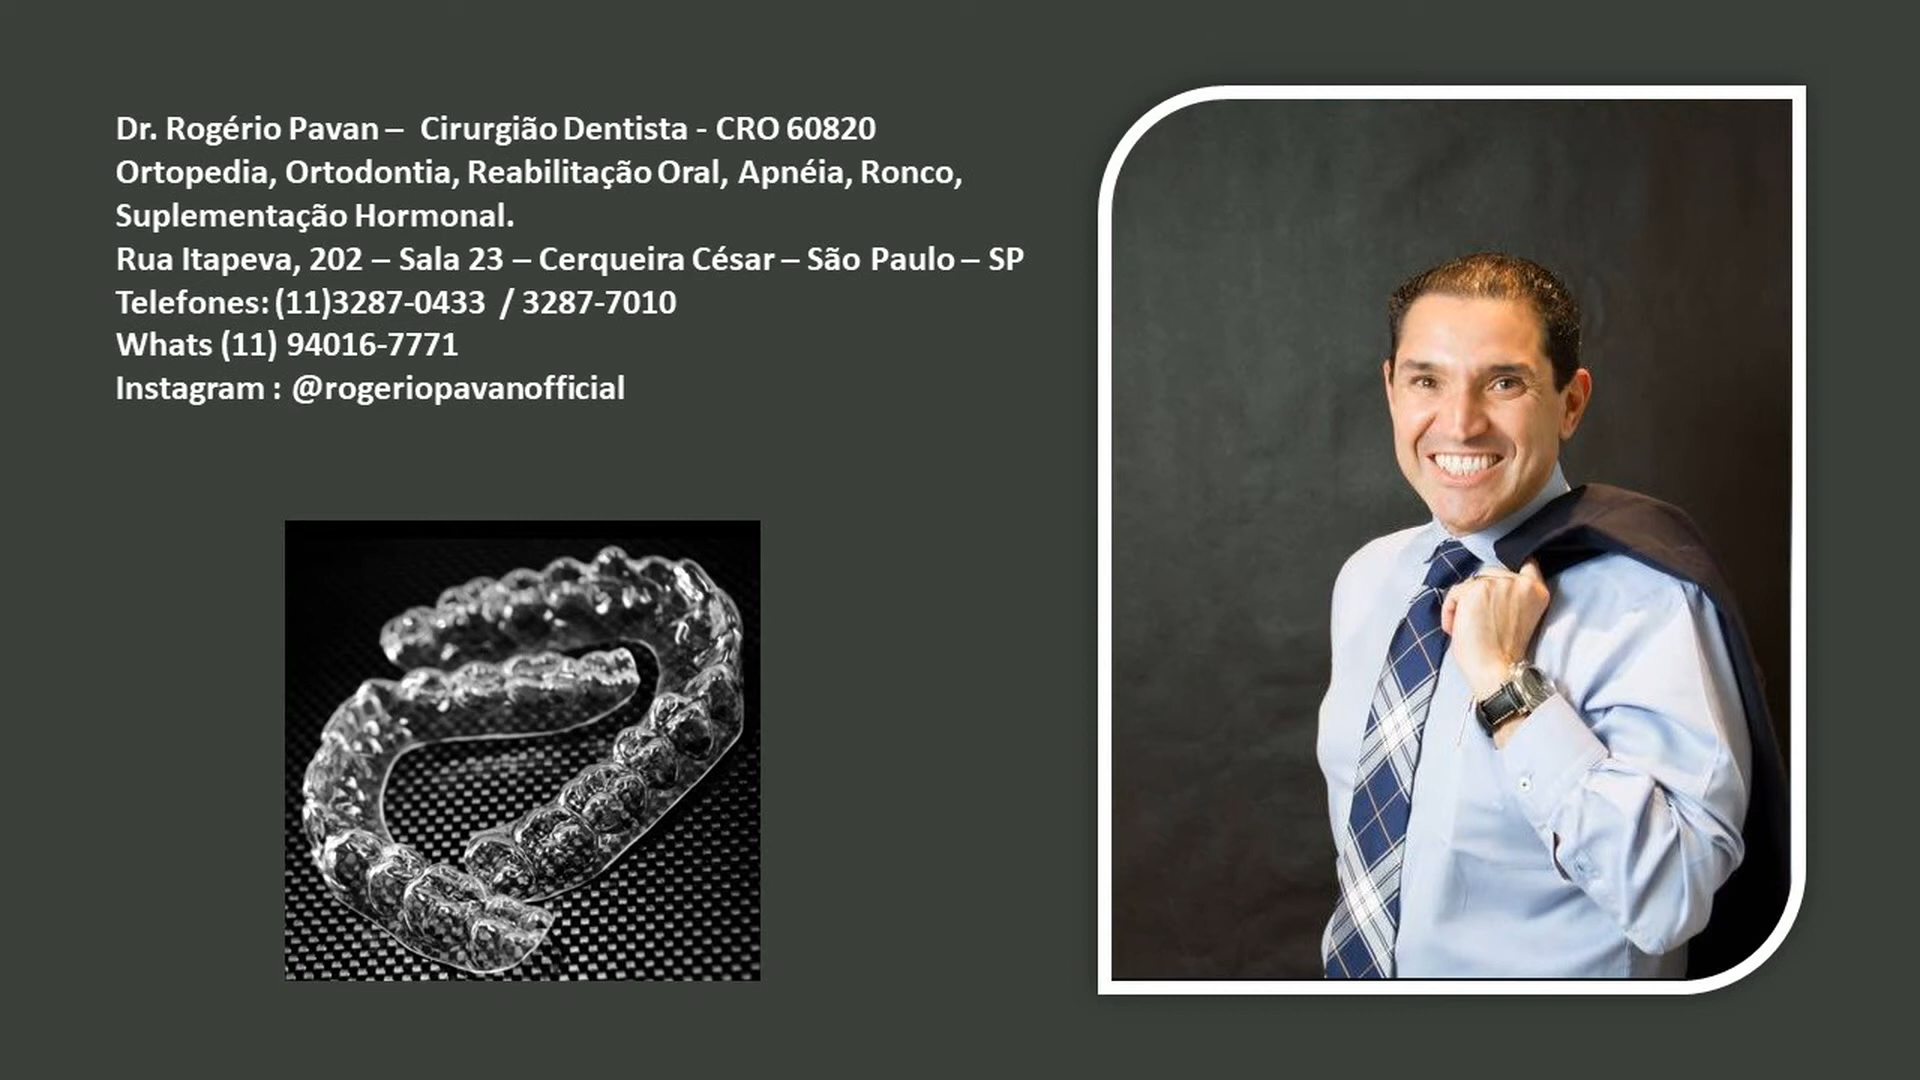 Dr. Rogério Pavan – Cirurgião Dentista - CRO 60820
Ortopedia, Ortodontia, Reabilitação Oral, Apnéia, Ronco,
Suplementação Hormonal.
Rua Itapeva, 202 – Sala 23 – Cerqueira César – São Paulo – SP
Telefones: (11)3287-0433 / 3287-7010
Whats (11) 94016-7771
Instagram : @rogeriopavanofficial